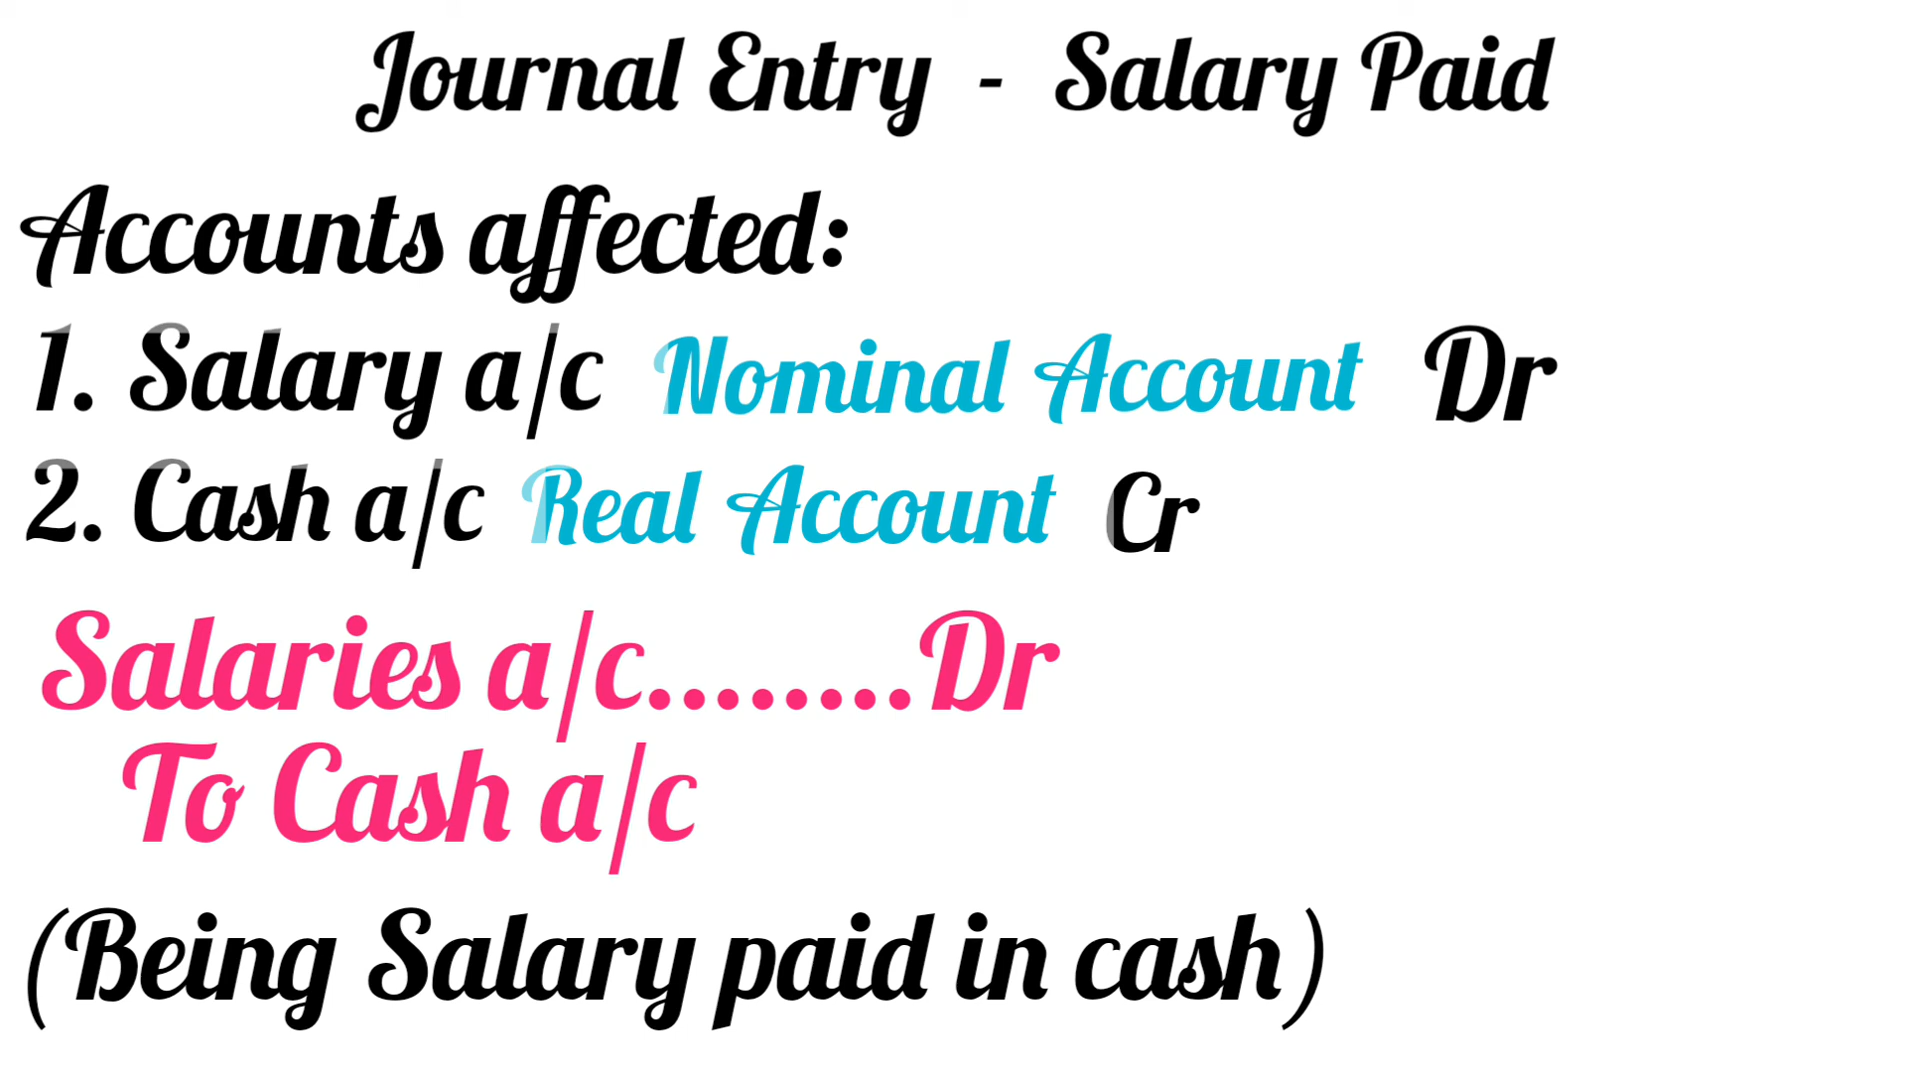 Journal Entry - Salary Paid
Accounts affected:
1. Salary a/c Nominal Account Dr
2. Cash a/c Real Account Cr
Salaries a/c........Dr
To Cash a/c
(Being Salary paid in cash)